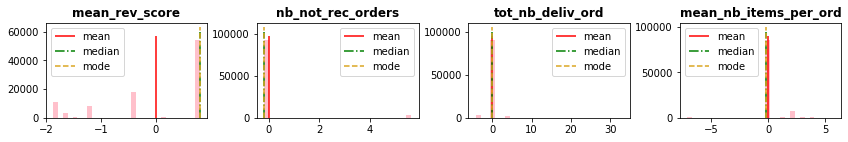 mean_rev_score
60000
40000
20000
0
−2
−1
0
mean
median
mode
nb_not_rec_orders
100000
50000
0
0
2
4
mean
median
mode
tot_nb_deliv_ord
100000
50000
0
0
10
20
30
mean
median
mode
mean_nb_items_per_ord
100000
50000
0
−5
0
5
mean
median
mode